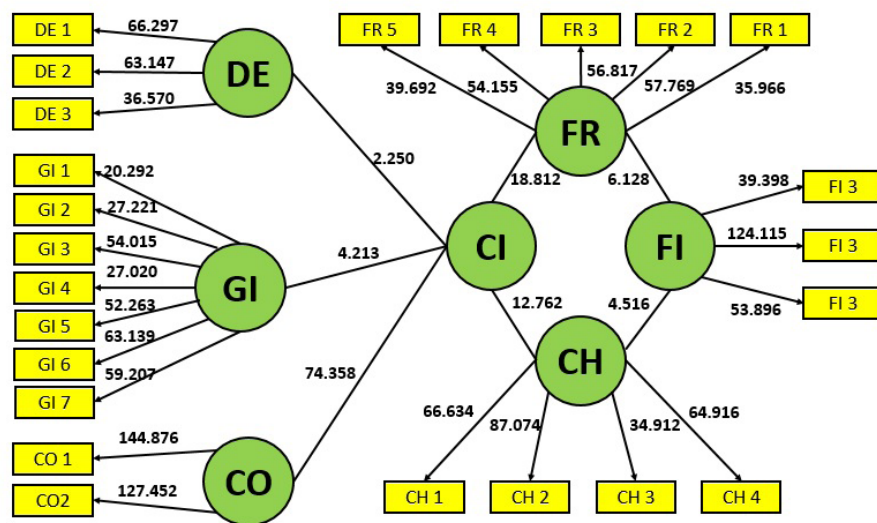 DE 1
66.297
FR 5
FR 4
FR 3
FR 2
FR 1
DE 2
63.147
DE
DE 3
36.570
39.692
54.155
56.817
57.769
35.966
FR
GI 1
20.292
2.250
18.812
6.128
39.398
FI 3
GI 2
27.221
GI 3
54.015
4.213
CI
FI
124.115
FI 3
GI 4
27.020
GI
GI 5
52.263
12.762
4.516
53.896
FI 3
GI 6
63.139
GI 7
59.207
74.358
CH
66.634
87.074
34.912
64.916
CO 1
144.876
CO
CO2
127.452
CH 1
CH 2
CH 3
CH 4